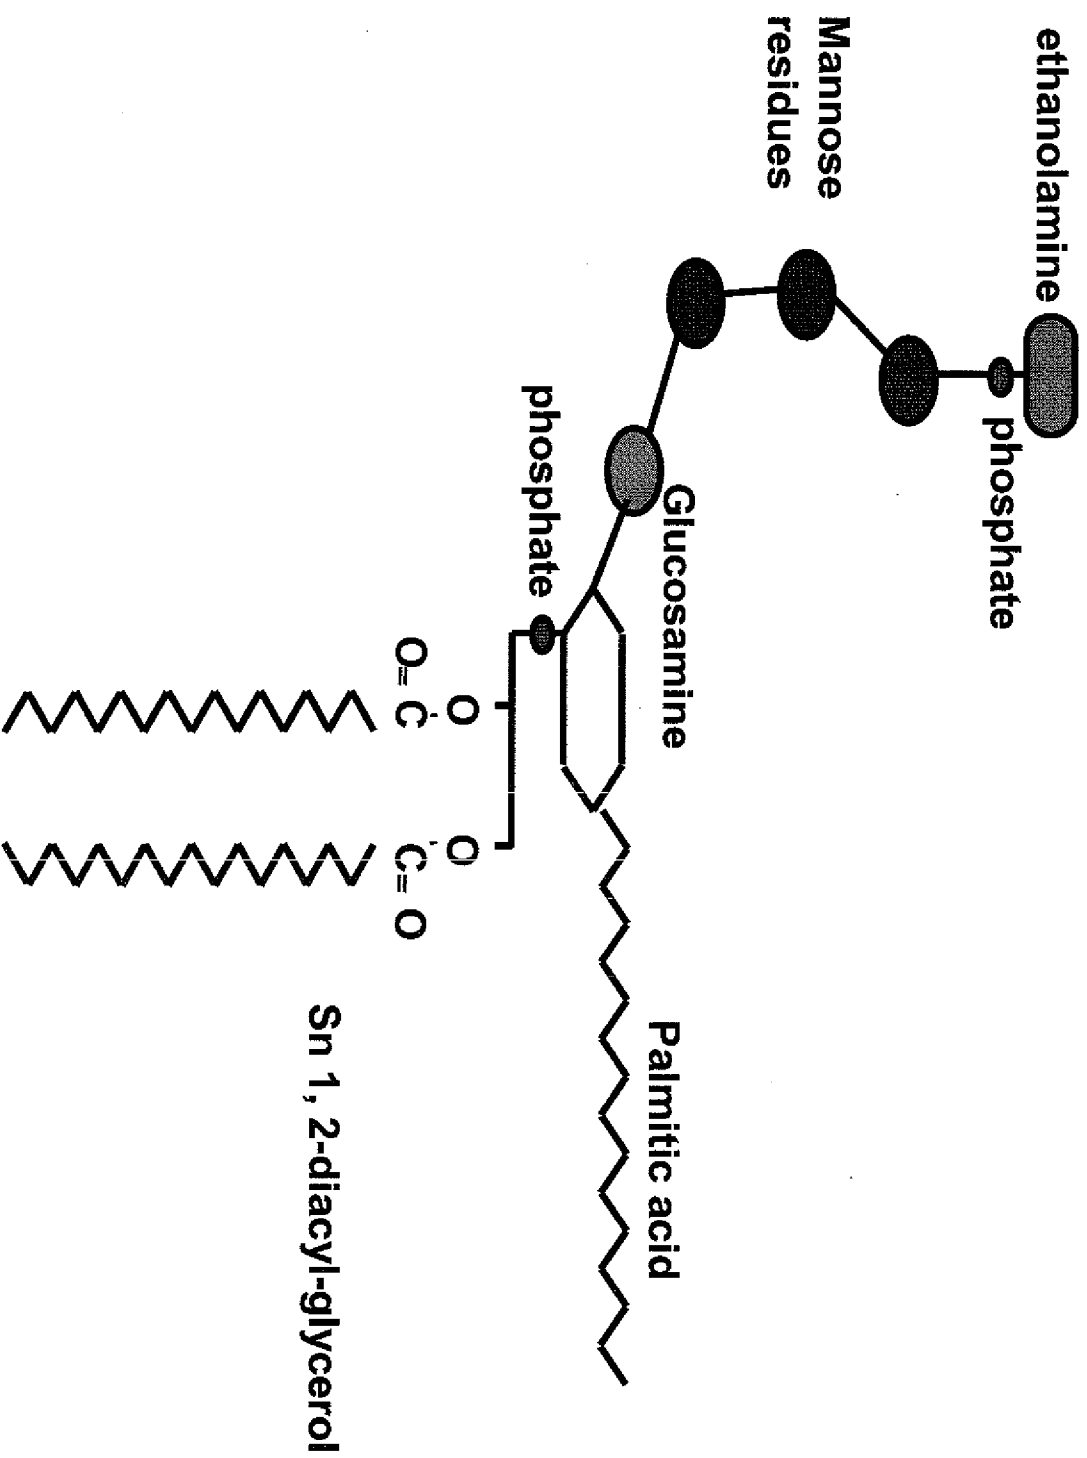 ethanolamine
phosphate
Mannose
residues
Glucosamine
Palmitic acid
phosphate
O O
O= C C= O
Sn 1, 2-diacyl-glycerol